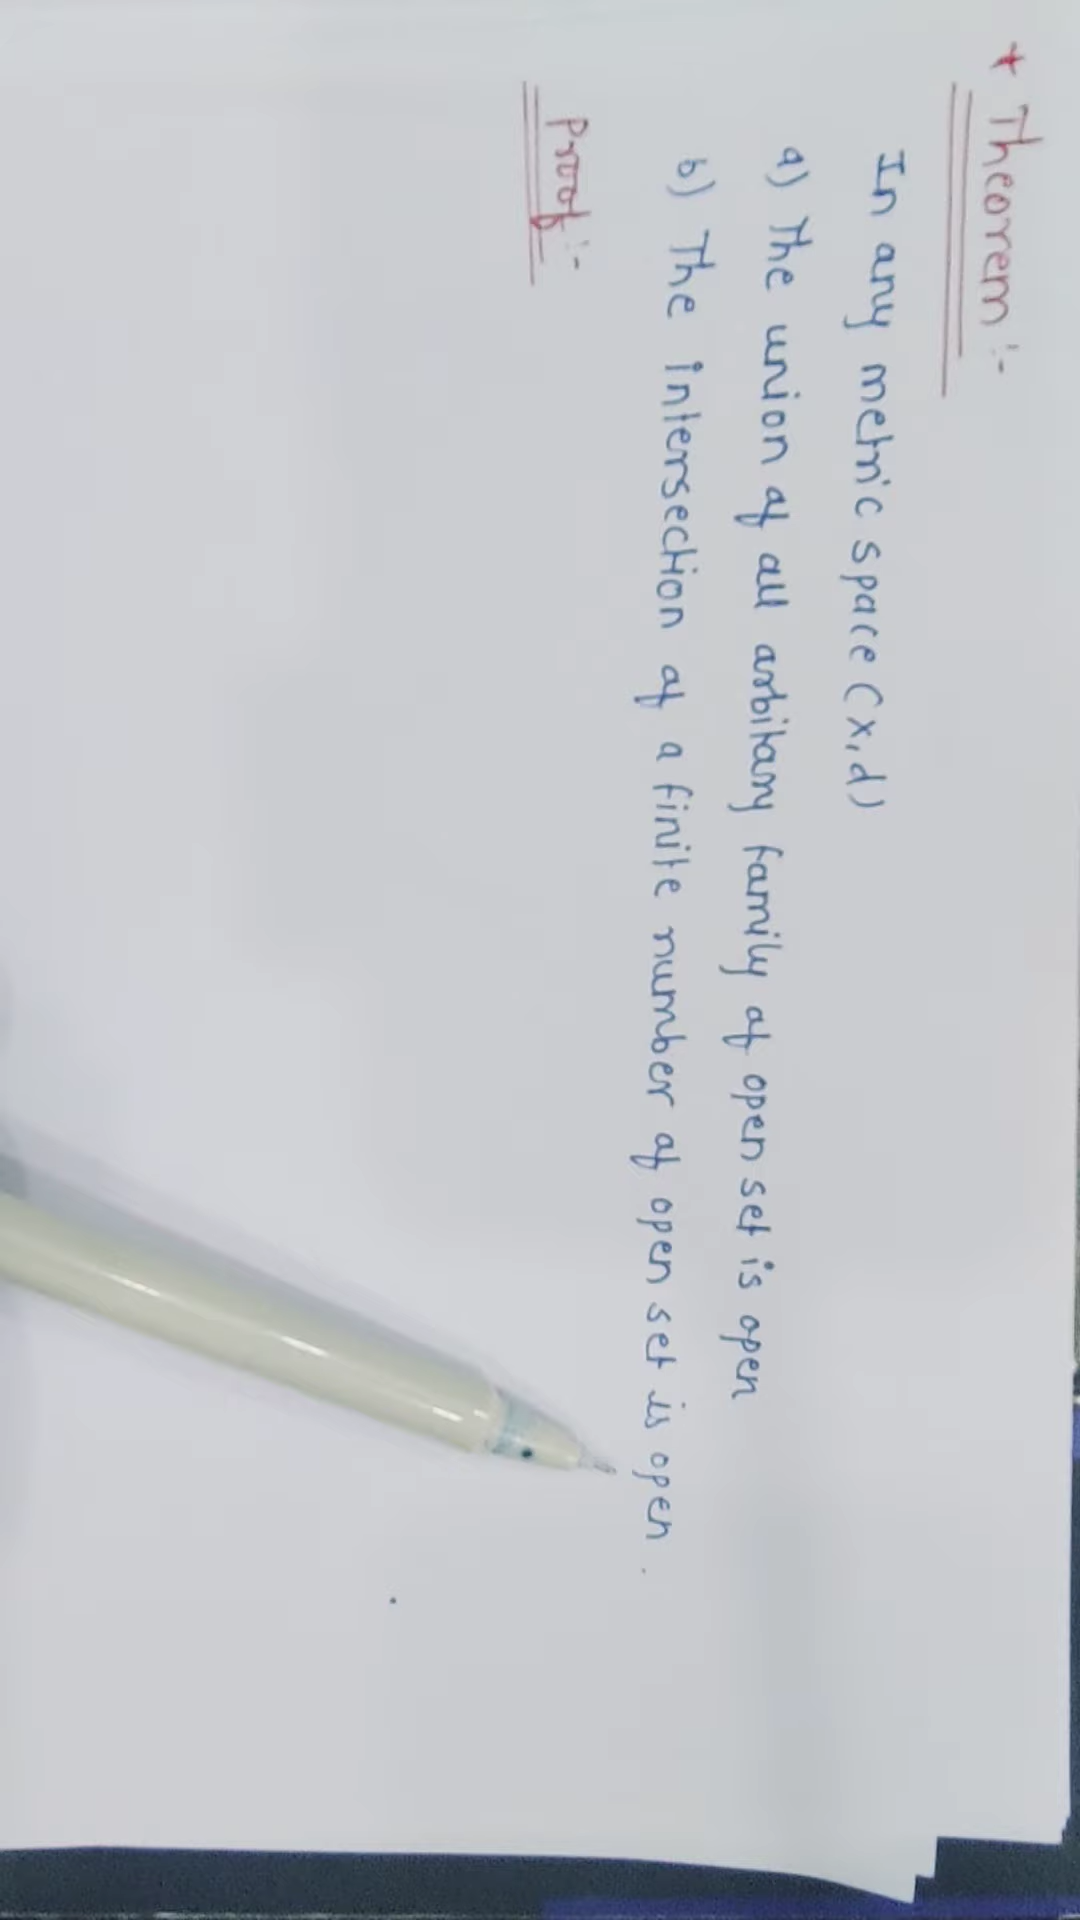 * Theorem :-
In any metric space (X, d)
a) The union of all arbitary family of open set is open
b) The intersection of a finite number of open set is open.
Proof :-